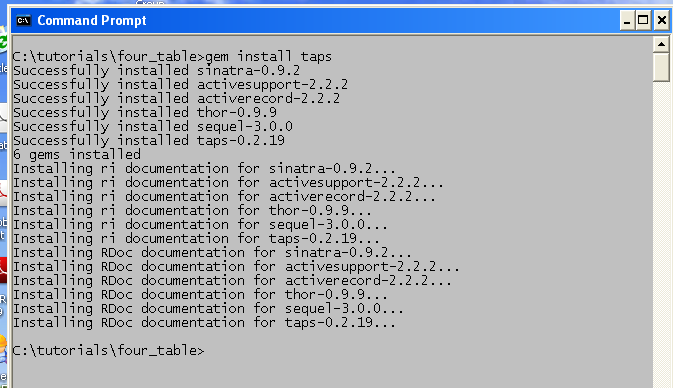 Command Prompt
C:\tutorials\four_table>gem install taps
Successfully installed sinatra-0.9.2
Successfully installed activesupport-2.2.2
Successfully installed activerecord-2.2.2
Successfully installed thor-0.9.9
Successfully installed sequel-3.0.0
Successfully installed taps-0.2.19
6 gems installed
Installing ri documentation for sinatra-0.9.2...
Installing ri documentation for activesupport-2.2.2...
Installing ri documentation for activerecord-2.2.2...
Installing ri documentation for thor-0.9.9...
Installing ri documentation for sequel-3.0.0...
Installing ri documentation for taps-0.2.19...
Installing RDoc documentation for sinatra-0.9.2...
Installing RDoc documentation for activesupport-2.2.2...
Installing RDoc documentation for activerecord-2.2.2...
Installing RDoc documentation for thor-0.9.9...
Installing RDoc documentation for sequel-3.0.0...
Installing RDoc documentation for taps-0.2.19...
C:\tutorials\four_table>